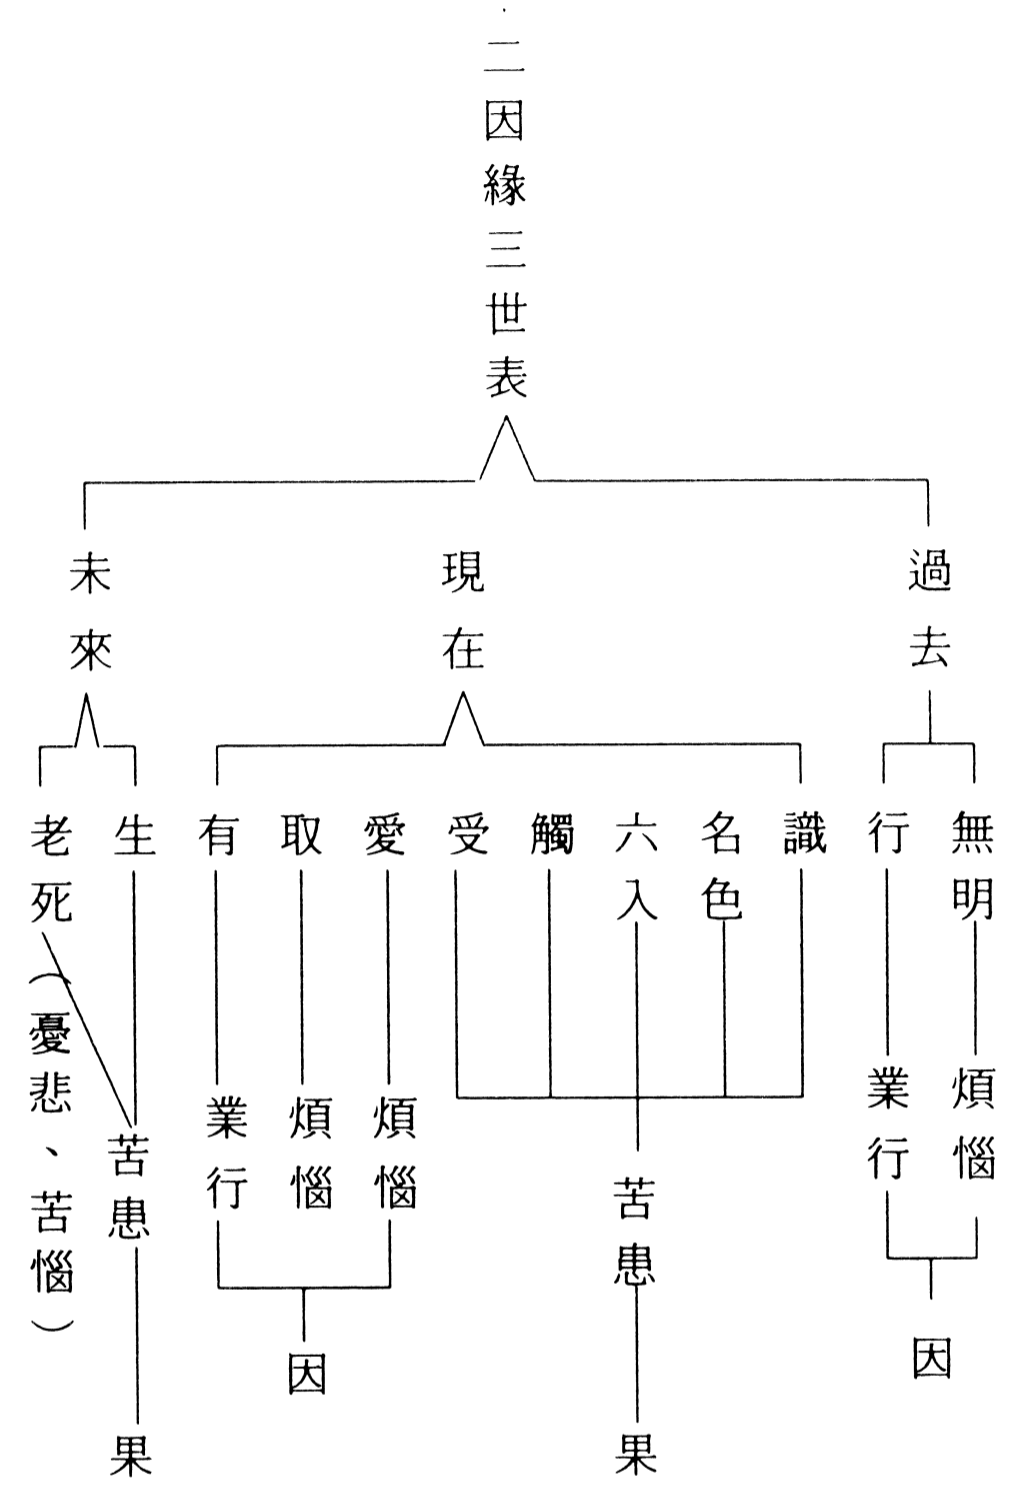 二因緣三世表
過去
現在
未來
無明
行
識
名色
六入
觸
受
愛
取
有
生
老死（憂悲、苦惱）
煩惱
業行
苦患
煩惱
煩惱
業行
苦患
因
果
因
果